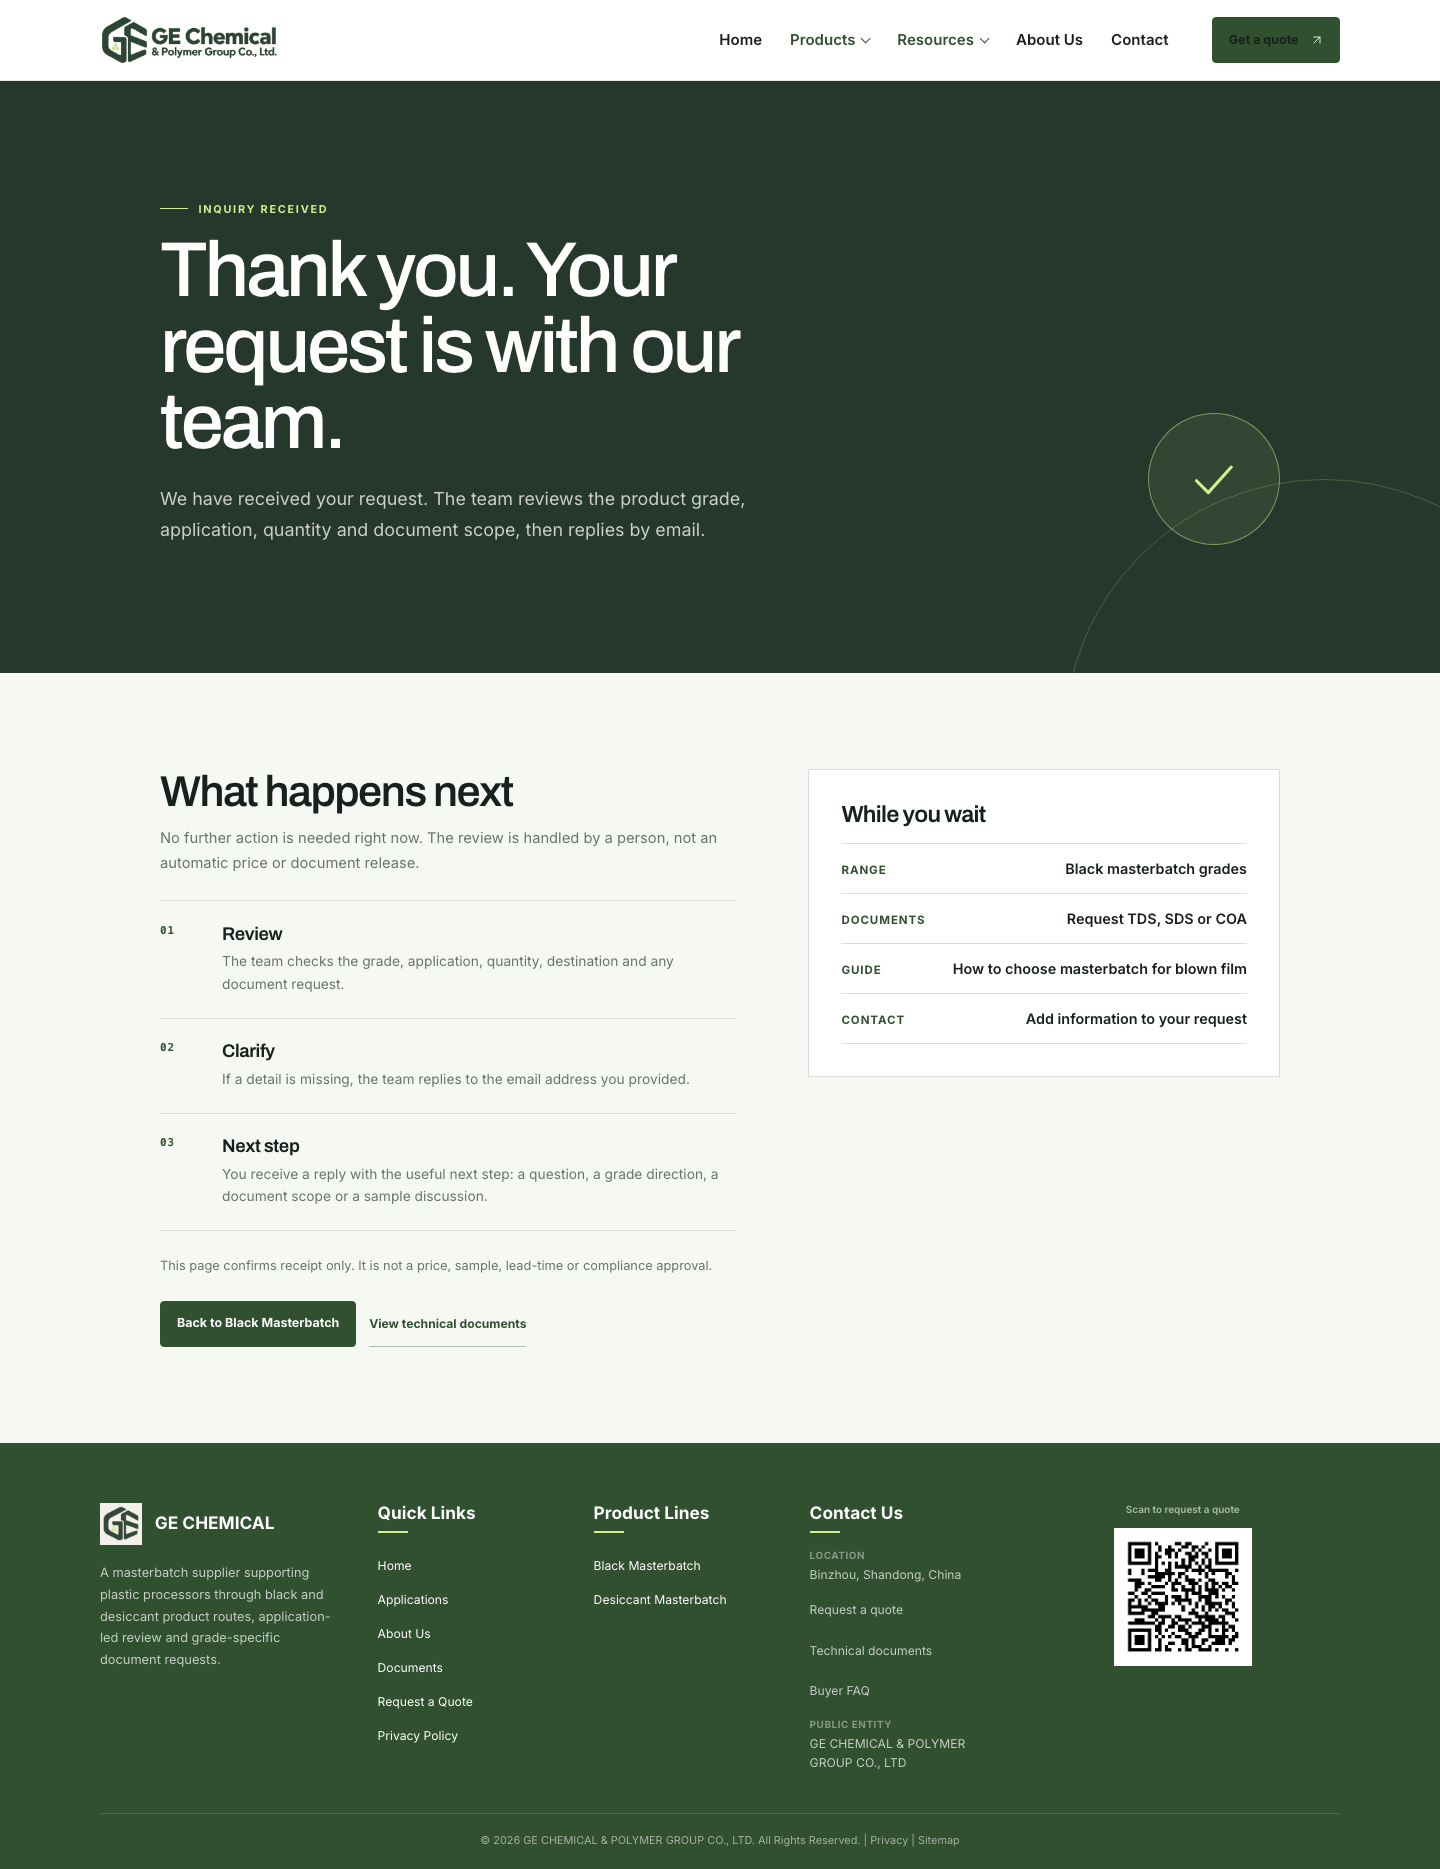 GE Chemical
& Polymer Group Co., Ltd.
Home
Products
Resources
About Us
Contact
Get a quote
INQUIRY RECEIVED
Thank you. Your
request is with our
team.
We have received your request. The team reviews the product grade,
application, quantity and document scope, then replies by email.
What happens next
No further action is needed right now. The review is handled by a person, not an
automatic price or document release.
01
Review
The team checks the grade, application, quantity, destination and any
document request.
02
Clarify
If a detail is missing, the team replies to the email address you provided.
03
Next step
You receive a reply with the useful next step: a question, a grade direction, a
document scope or a sample discussion.
This page confirms receipt only. It is not a price, sample, lead-time or compliance approval.
Back to Black Masterbatch
View technical documents
While you wait
RANGE Black masterbatch grades
DOCUMENTS Request TDS, SDS or COA
GUIDE How to choose masterbatch for blown film
CONTACT Add information to your request
GE CHEMICAL
A masterbatch supplier supporting
plastic processors through black and
desiccant product routes, application-
led review and grade-specific
document requests.
Quick Links
Home
Applications
About Us
Documents
Request a Quote
Privacy Policy
Product Lines
Black Masterbatch
Desiccant Masterbatch
Contact Us
LOCATION
Binzhou, Shandong, China
Request a quote
Technical documents
Buyer FAQ
PUBLIC ENTITY
GE CHEMICAL & POLYMER
GROUP CO., LTD
Scan to request a quote
© 2026 GE CHEMICAL & POLYMER GROUP CO., LTD. All Rights Reserved. | Privacy | Sitemap